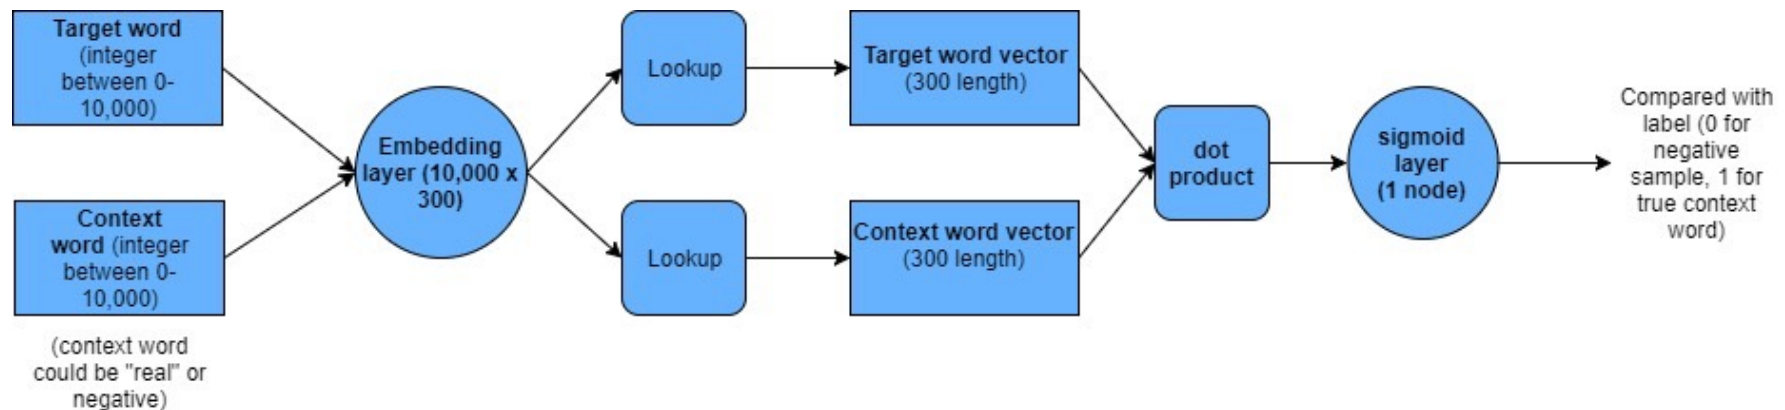 Target word
(integer
between 0-
10,000)
Context
word (integer
between 0-
10,000)
(context word
could be "real" or
negative)
Embedding
layer (10,000 x
300)
Lookup
Lookup
Target word vector
(300 length)
Context word vector
(300 length)
dot
product
sigmoid
layer
(1 node)
Compared with
label (0 for
negative
sample, 1 for
true context
word)